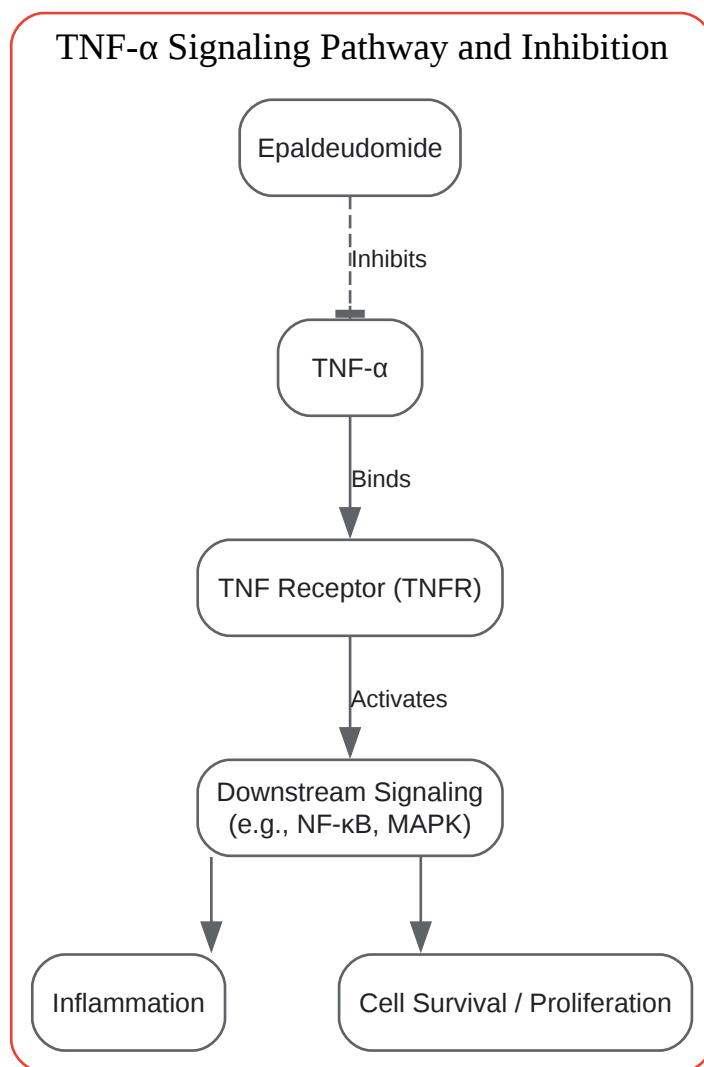 TNF-α Signaling Pathway and Inhibition
Epaldeudomide
Inhibits
TNF-α
Binds
TNF Receptor (TNFR)
Activates
Downstream Signaling
(e.g., NF-κB, MAPK)
Inflammation
Cell Survival / Proliferation